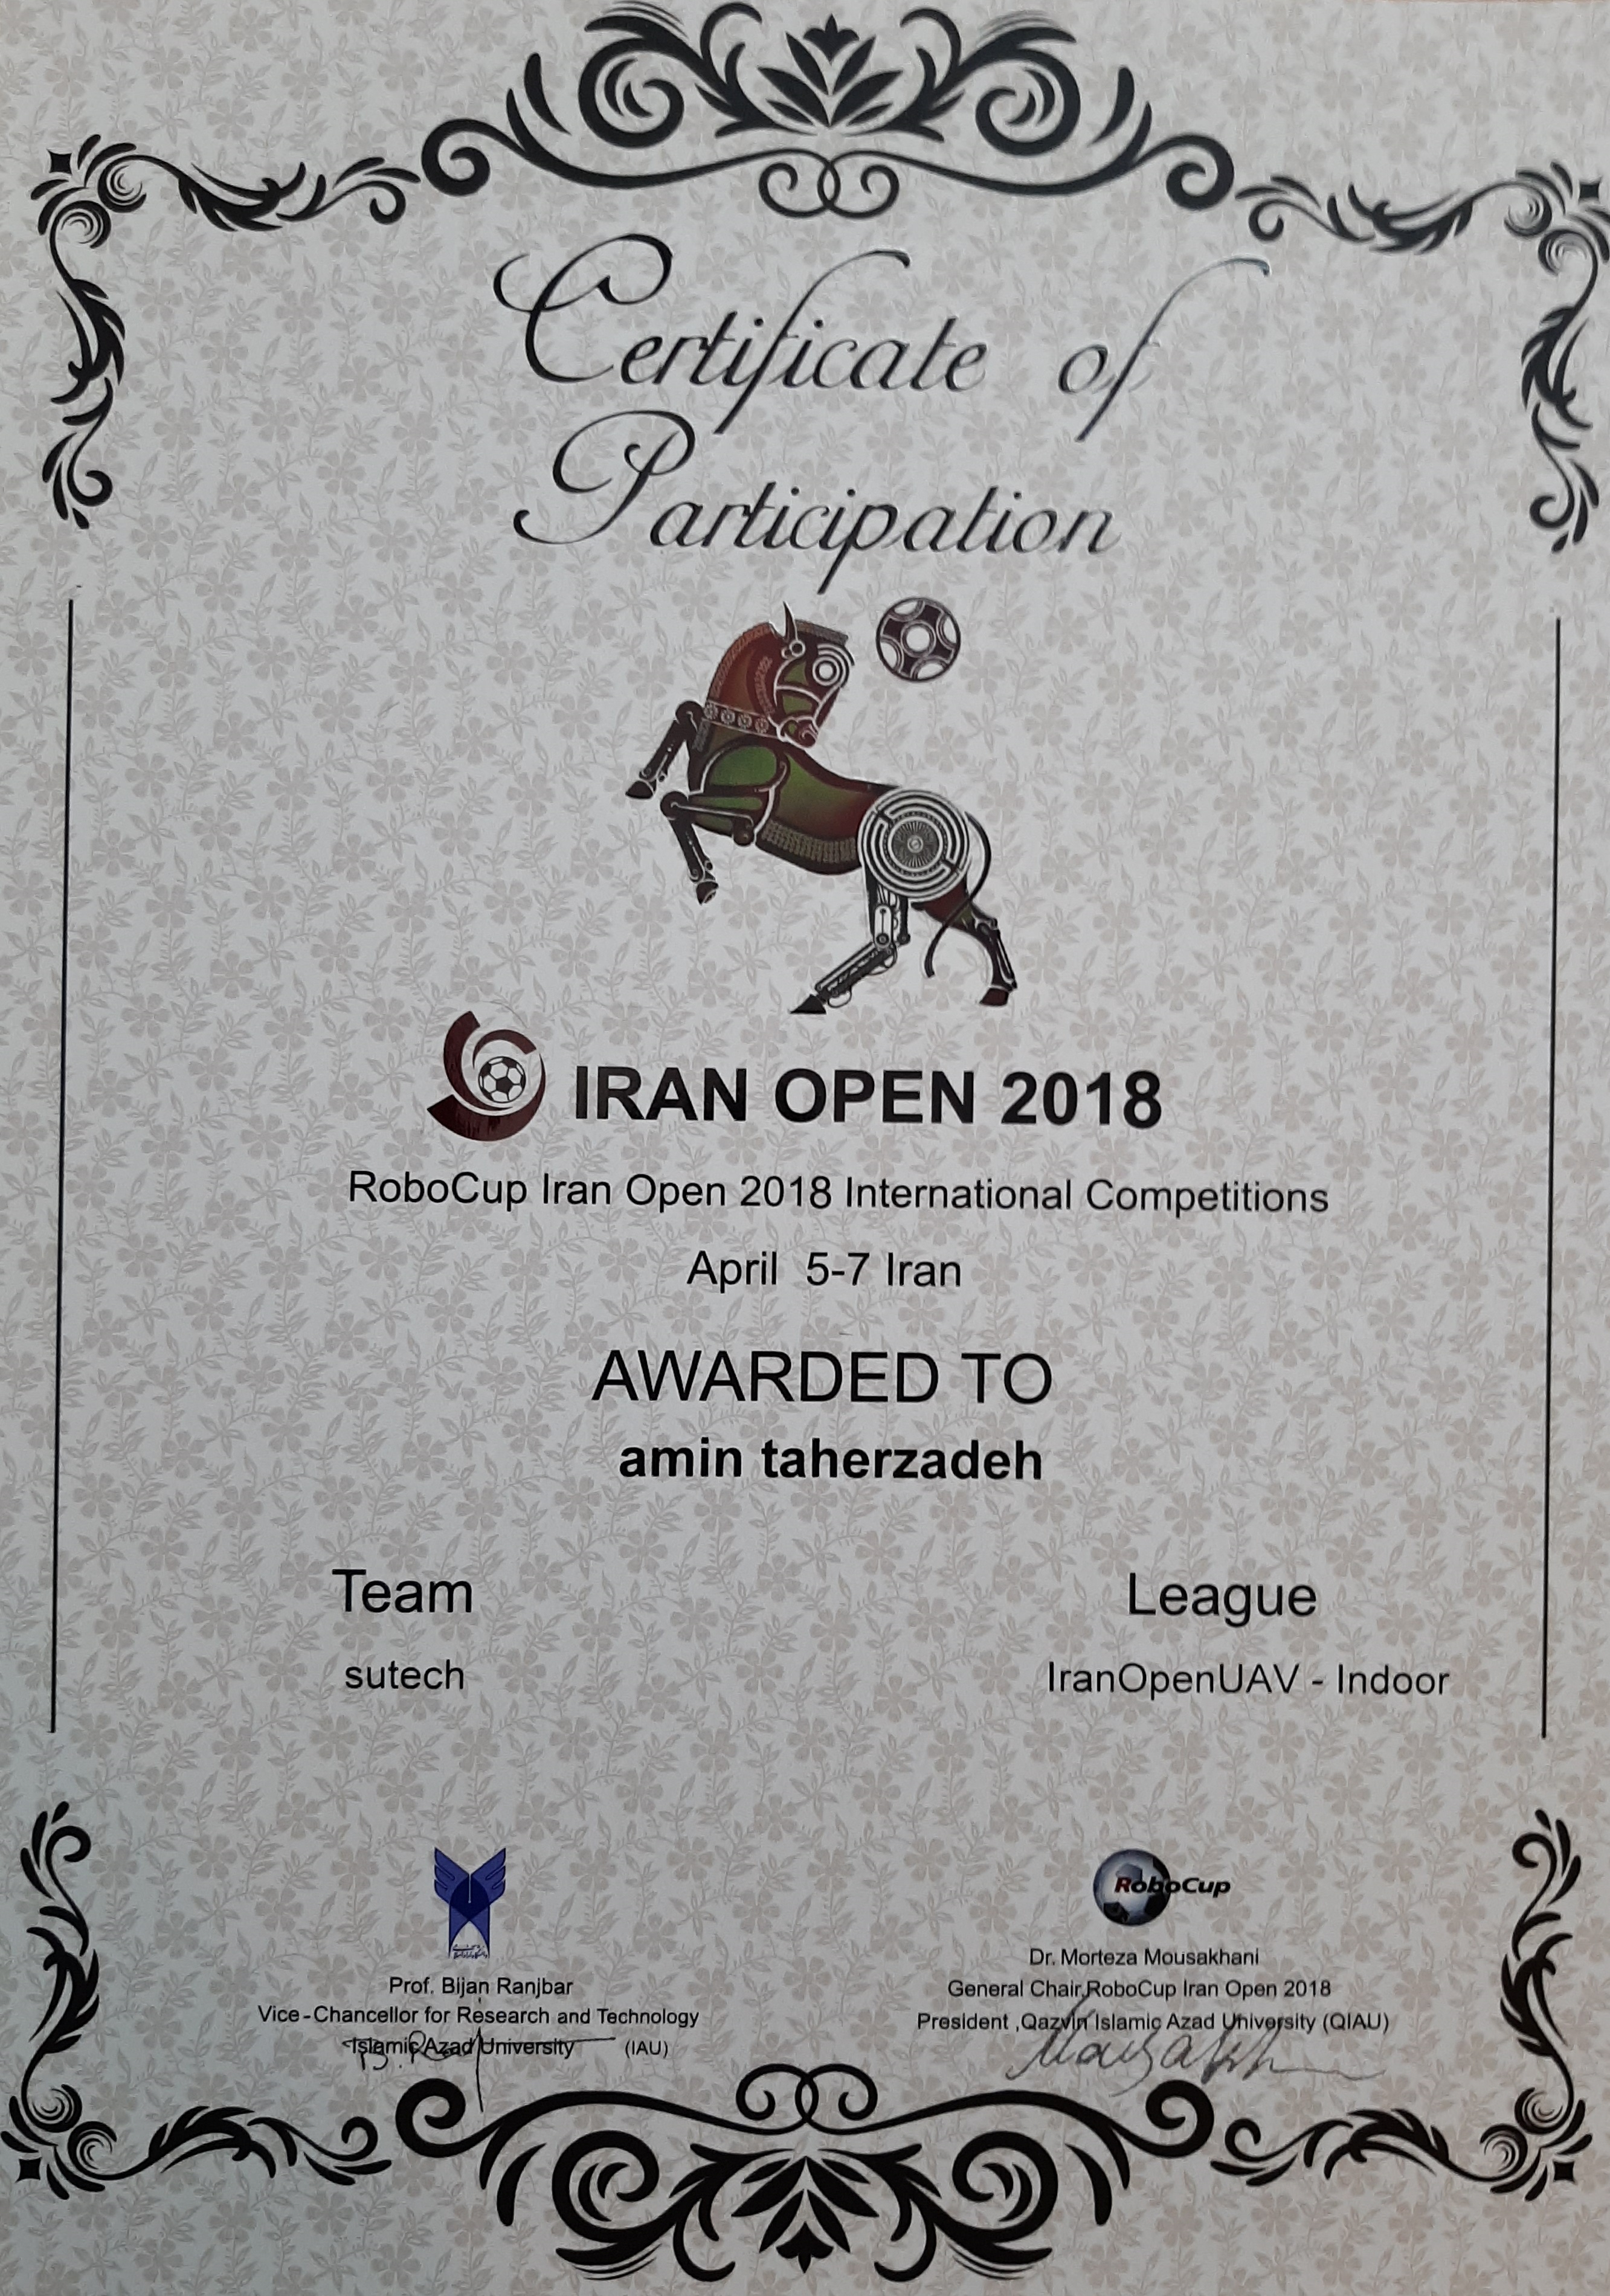 Certificate of
Participation
IRAN OPEN 2018
RoboCup Iran Open 2018 International Competitions
April 5-7 Iran
AWARDED TO
amin taherzadeh
Team
League
sutech
IranOpenUAV - Indoor
RoboCup
Prof. Bijan Ranjbar
Vice-Chancellor for Research and Technology
Islamic Azad University (IAU)
Dr. Morteza Mousakhani
General Chair,RoboCup Iran Open 2018
President ,Qazvin Islamic Azad University (QIAU)